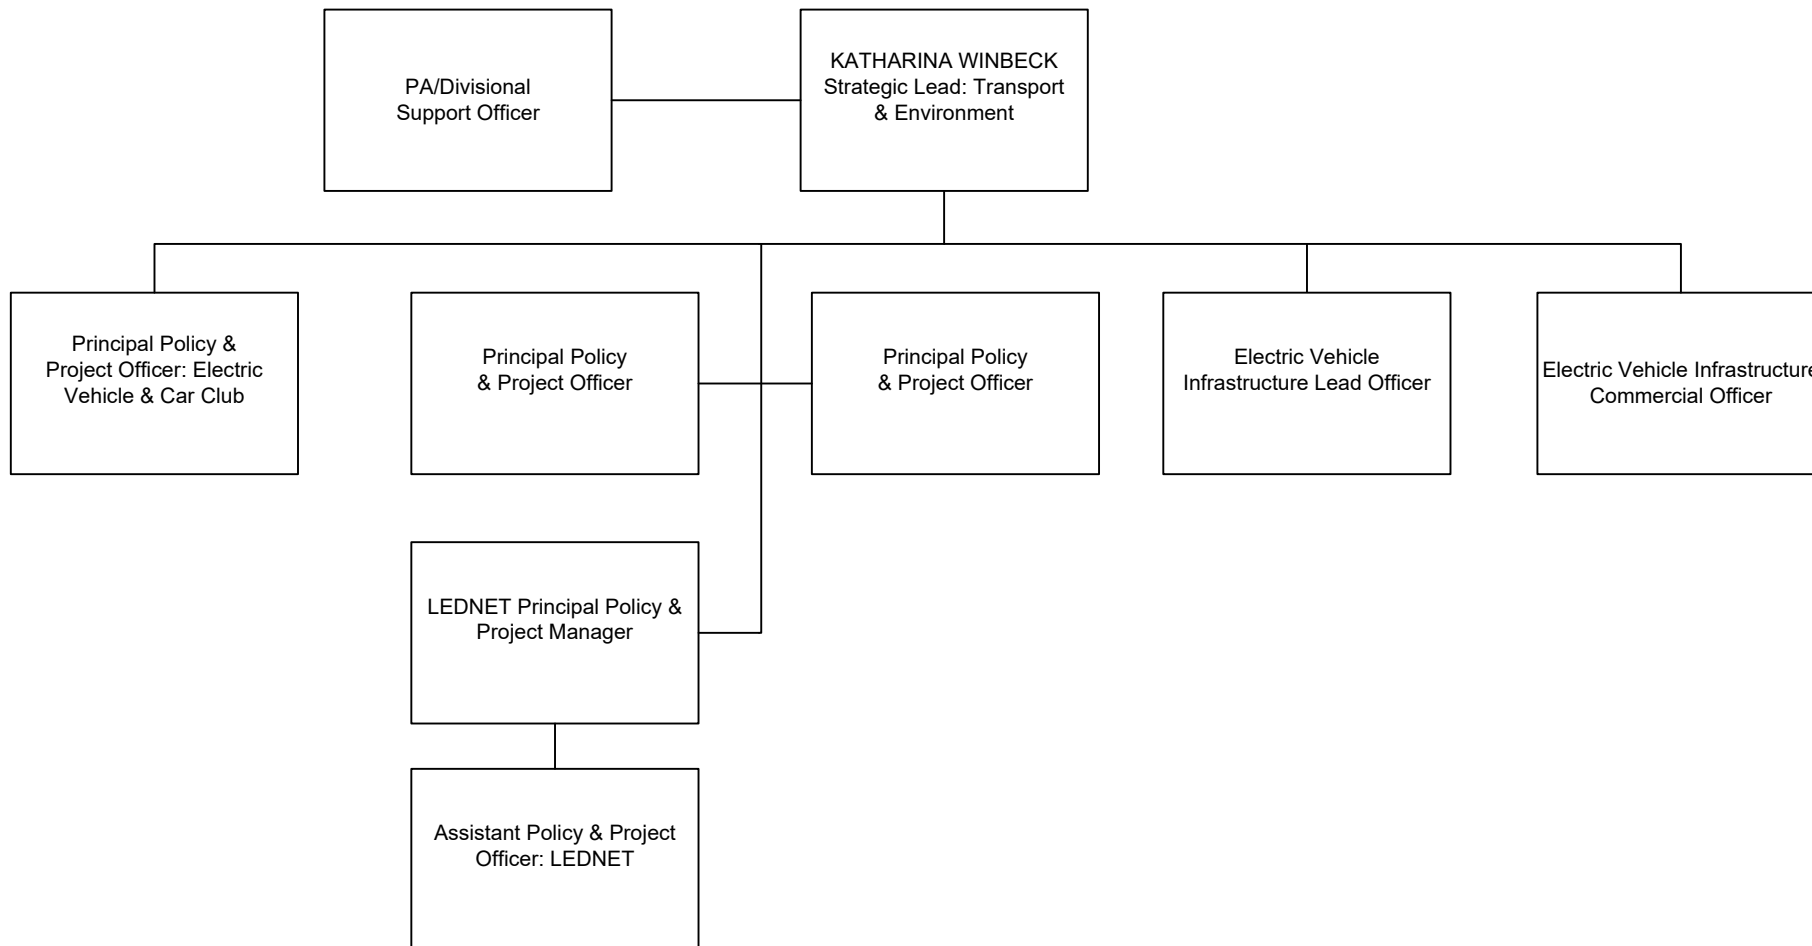 PA/Divisional
Support Officer
KATHARINA WINBECK
Strategic Lead: Transport
& Environment
Principal Policy &
Project Officer: Electric
Vehicle & Car Club
Principal Policy
& Project Officer
Principal Policy
& Project Officer
Electric Vehicle
Infrastructure Lead Officer
Electric Vehicle Infrastructure
Commercial Officer
LEDNET Principal Policy &
Project Manager
Assistant Policy & Project
Officer: LEDNET